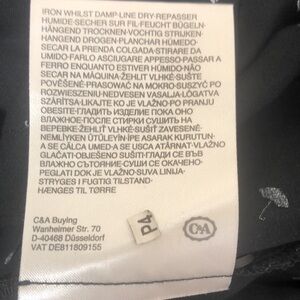 IRON WHILST DAMP-LINE DRY-REPASSER
HUMIDE-SECHER SUR FIL-FEUCHT BÜGELN-
HÄNGEND TROCKNEN-VOCHTIG STRIJKEN-
HANGEND DROGEN-PLANCHAR HÚMEDO-
SECAR LA PRENDA COLGADA-STIRARE DA
UMIDO-FARLO ASCIUGARE APPESO-PASSAR A
FERRO ENQUANTO ESTIVER HÚMIDO-NÃO
SECAR NA MÁQUINA-ŽEHLIT VLHKÉ-SUŠTE
POVĚŠENÉ-PRASOWAĆ NA MOKRO-SUSZYĆ PO
ROZWIESZENIU-NEDVESEN VASALJA-LÓGATVA
SZÁRÍTSA-LIKAJTE KO JE VLAŽNO-PO PRANJU
OBESITE-ГЛАДИТЬ ИЗДЕЛИЕ ПОКА ОНО
ВЛАЖНОЕ-ПОСЛЕ СТИРКИ СУШИТЬ НА
ВЕРЕВКЕ-ŽEHLIŤ VLHKÉ-SUŠIŤ ZAVESENÉ-
NEMLİYKEN ÜTÜLEYİN-İPE ASARAK KURUTUN-
A SE CĂLCA UMED-A SE USCA ATÂRNAT-VLAŽNO
GLAČATI-OBJESITI SUŠITI-ГЛАДИ СЕ ВЪВ
ВЛАЖНО СЪСТОЯНИЕ-СУШИ СЕ ОКАЧЕНО-
PEGLATI DOK JE VLAŽNO-SUVA LINIJA-
STRYGES I FUGTIG TILSTAND-
HÆNGES TIL TØRRE
C&A Buying
Wanheimer Str. 70
D-40468 Düsseldorf
VAT DE811809155
P4
C&A